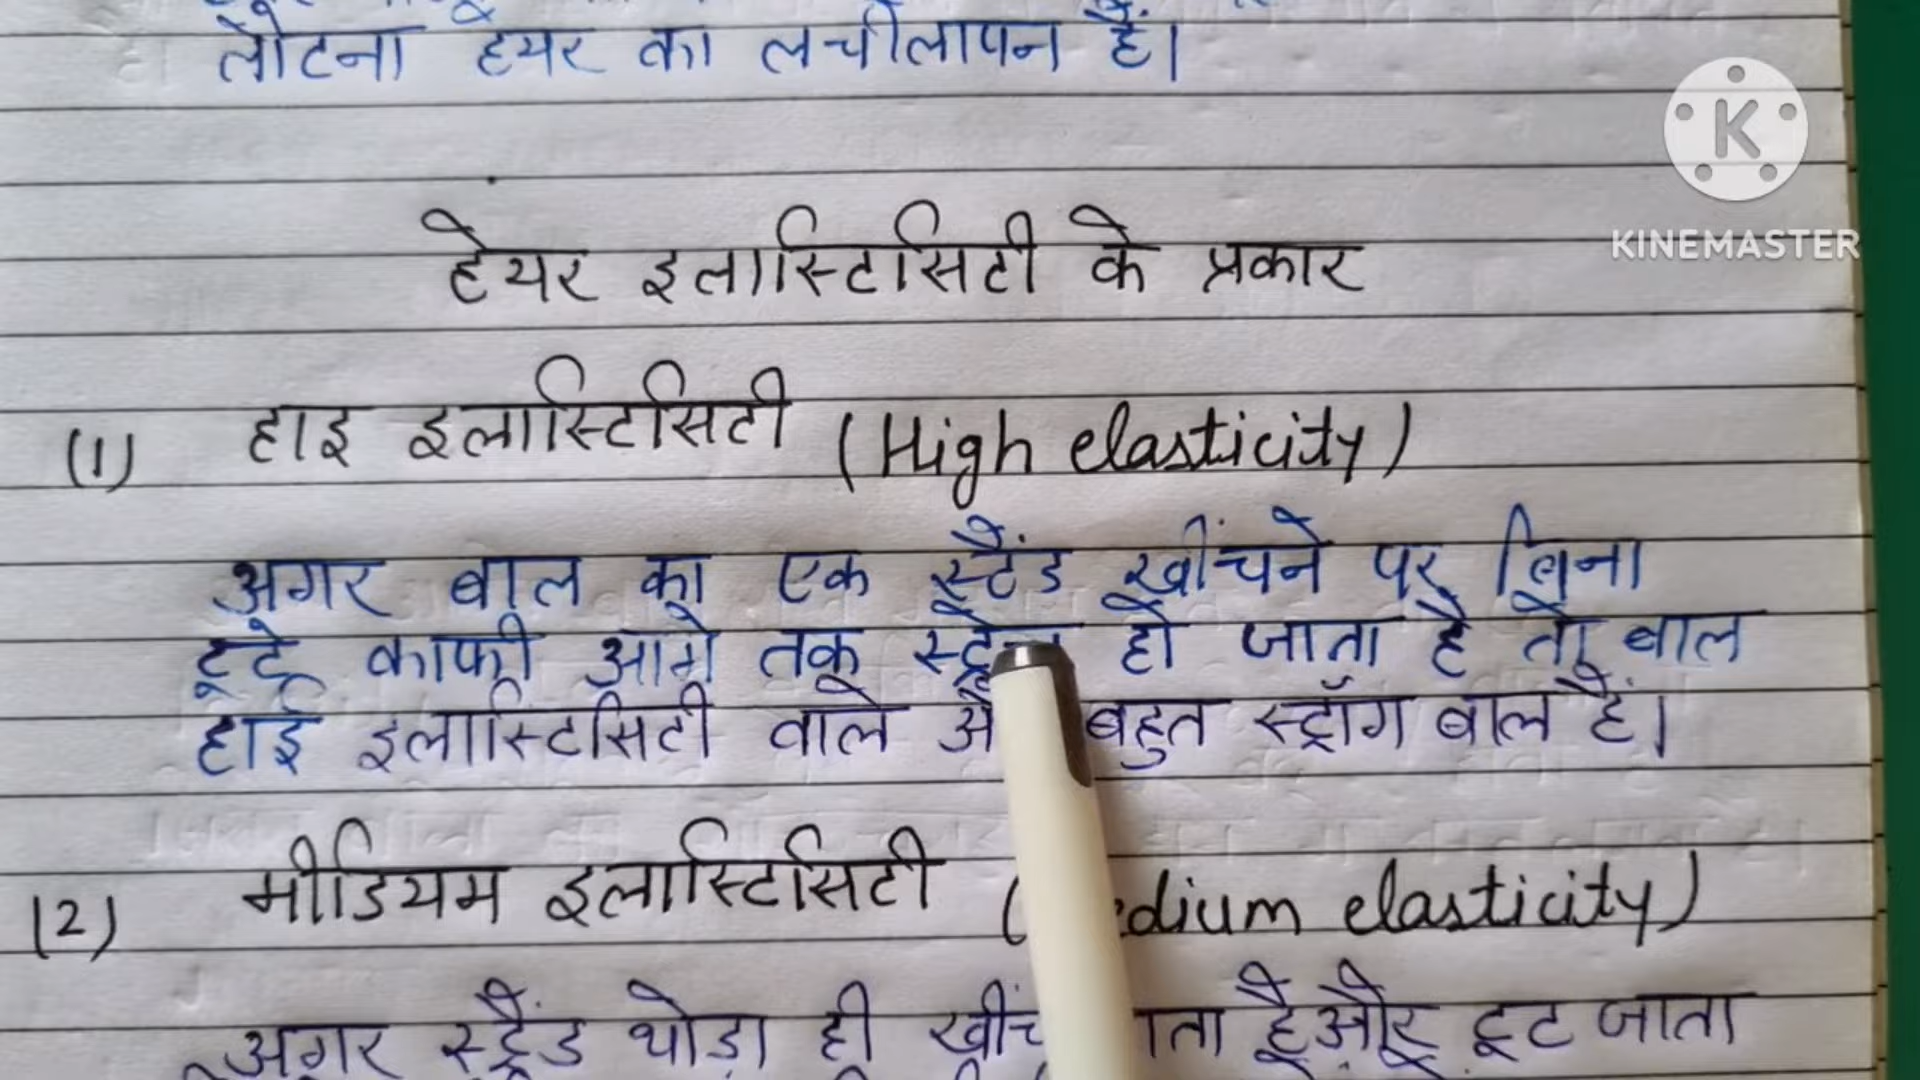 लौटना हेयर का लचीलापन है।
K
KINEMASTER
हेयर इलास्टिसिटी के प्रकार
(1) हाइ इलास्टिसिटी (High elasticity)
अगर बाल का एक स्टैंड खींचने पर बिना
टूटे काफी आगे तक हो जाता है तो बाल
हाई इलास्टिसिटी वाले बहुत स्ट्रॉग बाल हैं।
(2) मीडियम इलास्टिसिटी elasticity)
अगर स्ट्रैंड थोड़ा ही है और टूट जाता